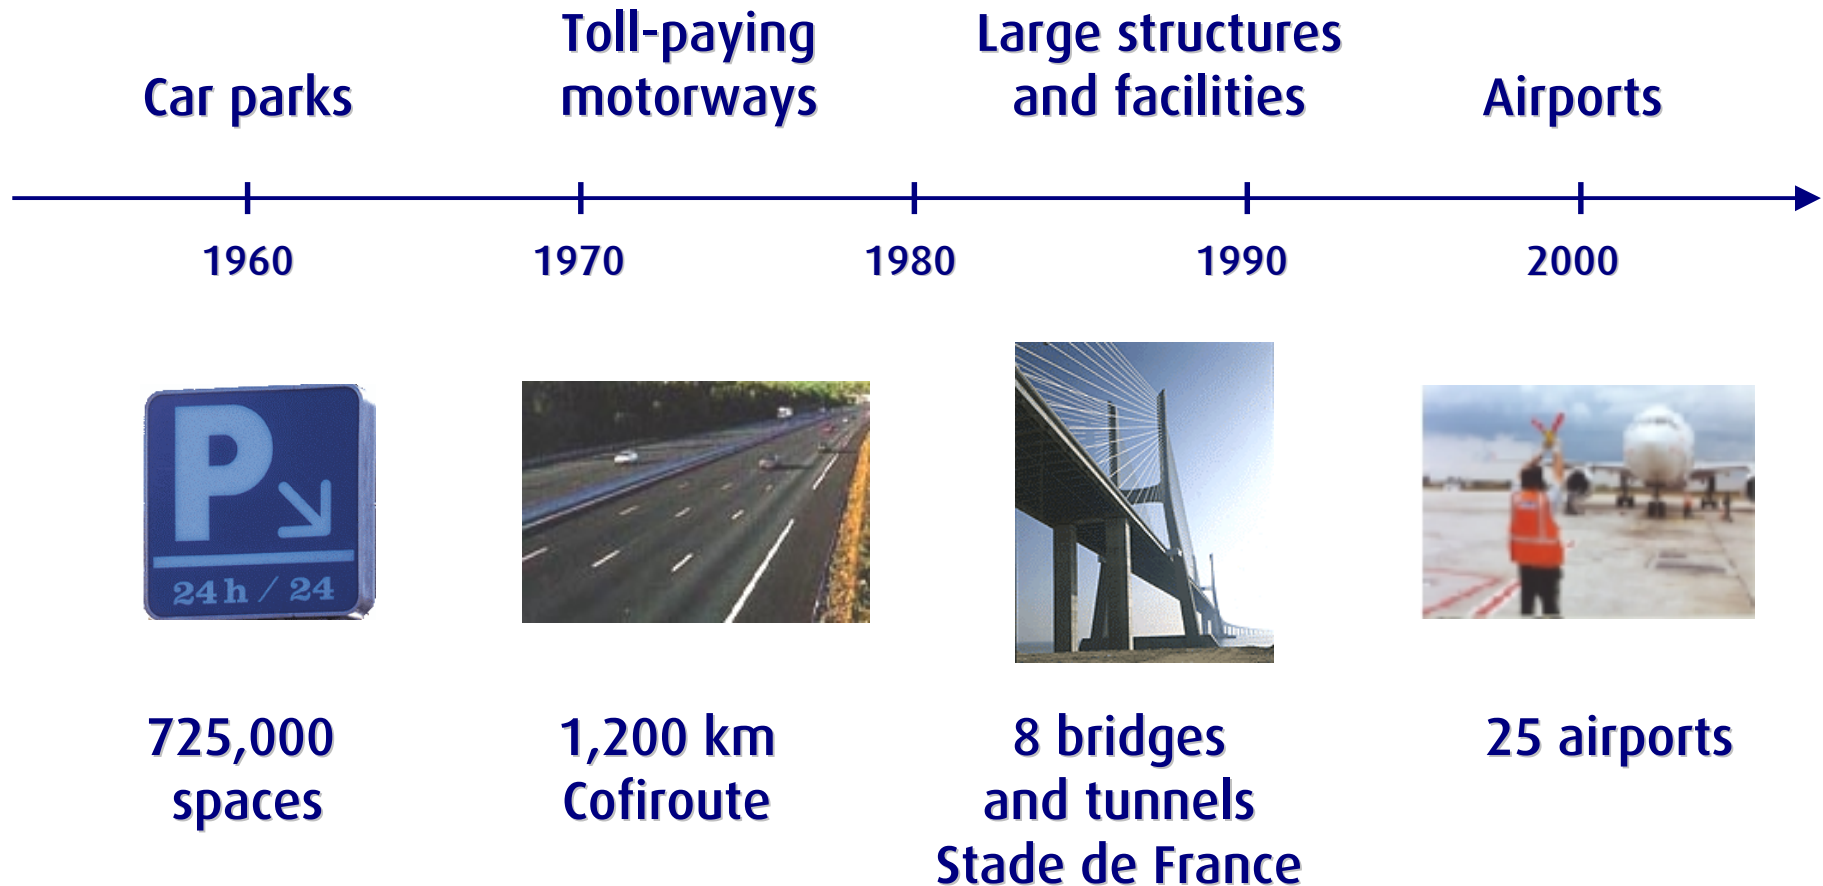 Car parks
Toll-paying
motorways
Large structures
and facilities
Airports
1960
1970
1980
1990
2000
P
24h / 24
725,000
spaces
1,200 km
Cofiroute
8 bridges
and tunnels
Stade de France
25 airports